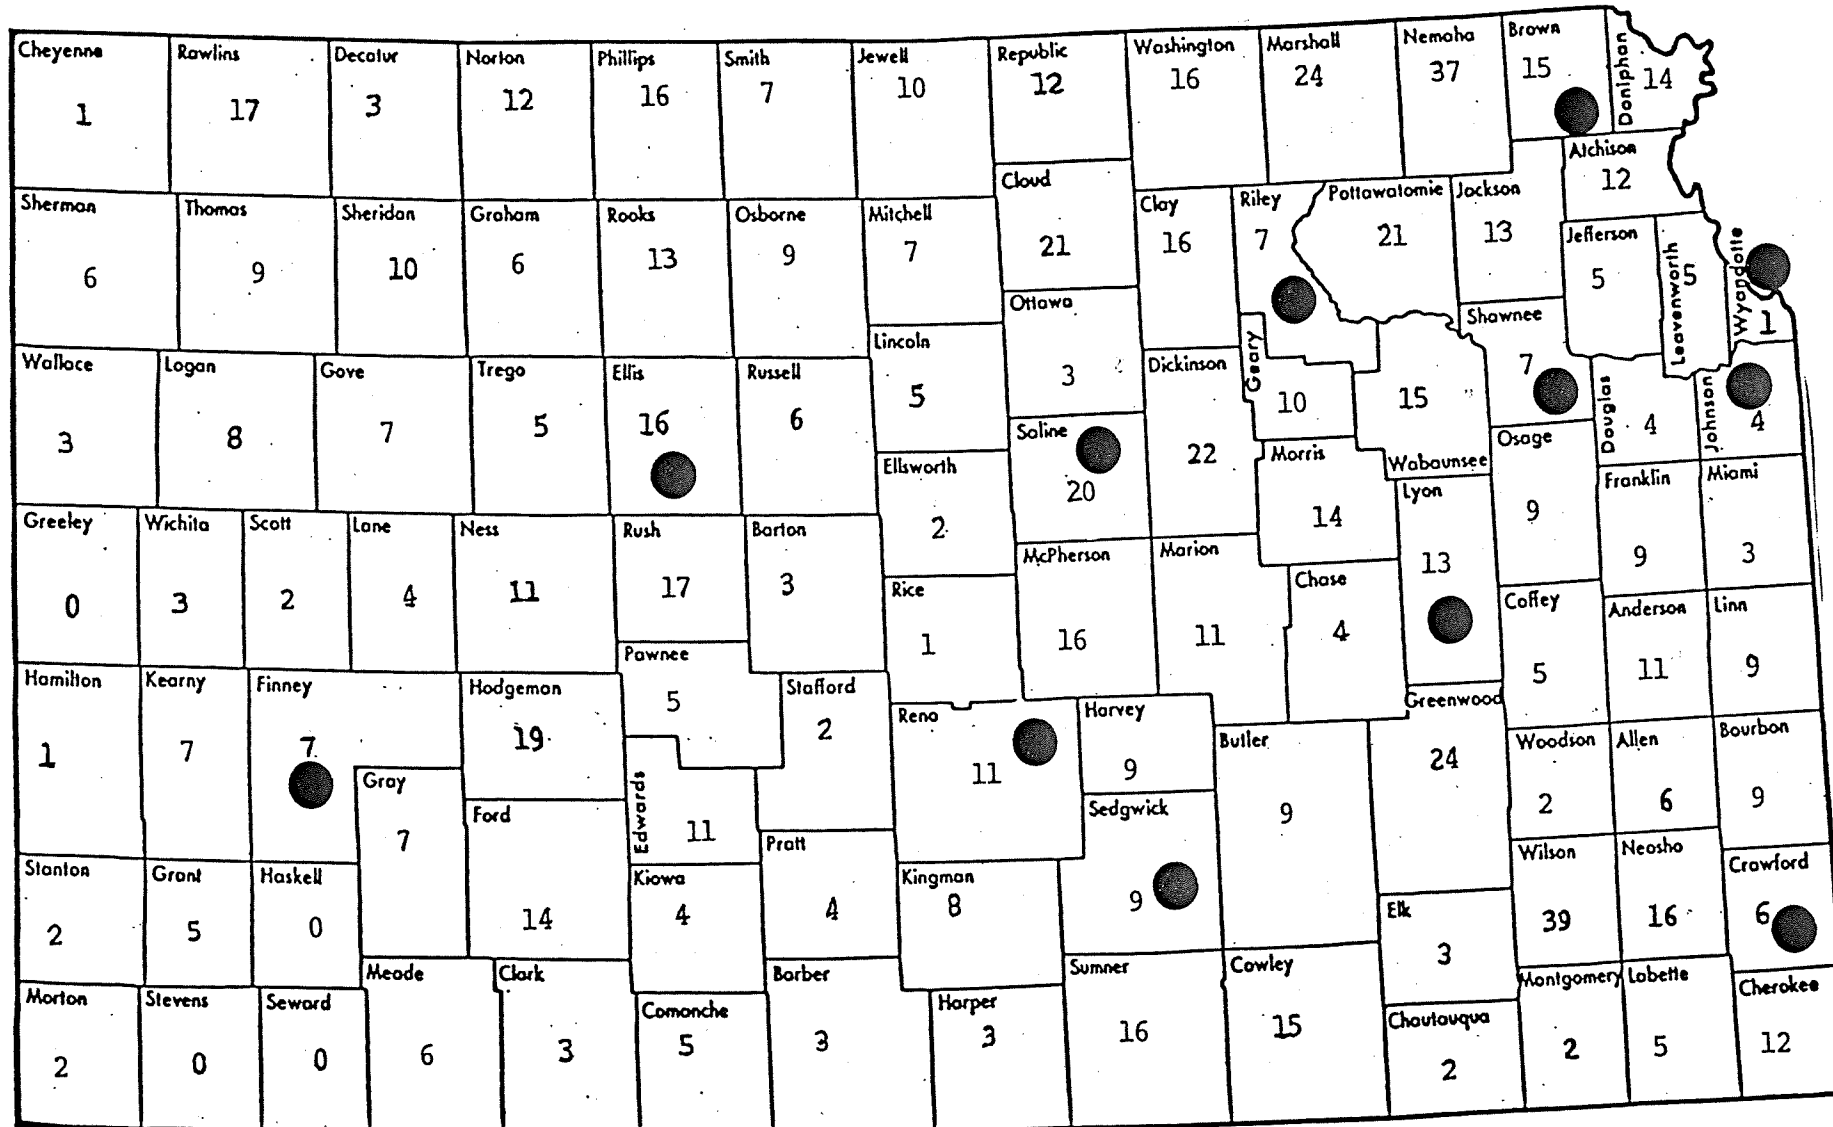 Cheyenne
1
Rawlins
17
Decatur
3
Norton
12
Phillips
16
Smith
7
Jewell
10
Republic
12
Washington
16
Marshall
24
Nemaha
37
Brown
15
Doniphan
14
Atchison
12
Sherman
6
Thomas
9
Sheridan
10
Graham
6
Rooks
13
Osborne
9
Mitchell
7
Cloud
21
Clay
16
Riley
7
Pottawatomie
21
Jackson
13
Jefferson
5
Leavenworth
5
Wyandotte
1
Ottawa
3
Lincoln
5
Shawnee
7
Wallace
3
Logan
8
Gove
7
Trego
5
Ellis
16
Russell
6
Dickinson
22
Geary
10
Wabaunsee
15
Douglas
4
Johnson
4
Saline
20
Ellsworth
2
Morris
14
Lyon
13
Osage
9
Franklin
9
Miami
3
Greeley
0
Wichita
3
Scott
2
Lane
4
Ness
11
Rush
17
Barton
3
Rice
1
McPherson
16
Marion
11
Chase
4
Coffey
5
Anderson
11
Linn
9
Hamilton
1
Kearny
7
Finney
7
Hodgeman
19
Pawnee
5
Stafford
2
Reno
11
Harvey
9
Butler
9
Greenwood
24
Woodson
2
Allen
6
Bourbon
9
Gray
7
Ford
14
Edwards
11
Pratt
4
Sedgwick
9
Stanton
2
Grant
5
Haskell
0
Kiowa
4
Kingman
8
Elk
3
Wilson
39
Neosho
16
Crawford
6
Morton
2
Stevens
0
Seward
0
Meade
6
Clark
3
Comanche
5
Barber
3
Harper
3
Sumner
16
Cowley
15
Chautauqua
2
Montgomery
2
Labette
5
Cherokee
12